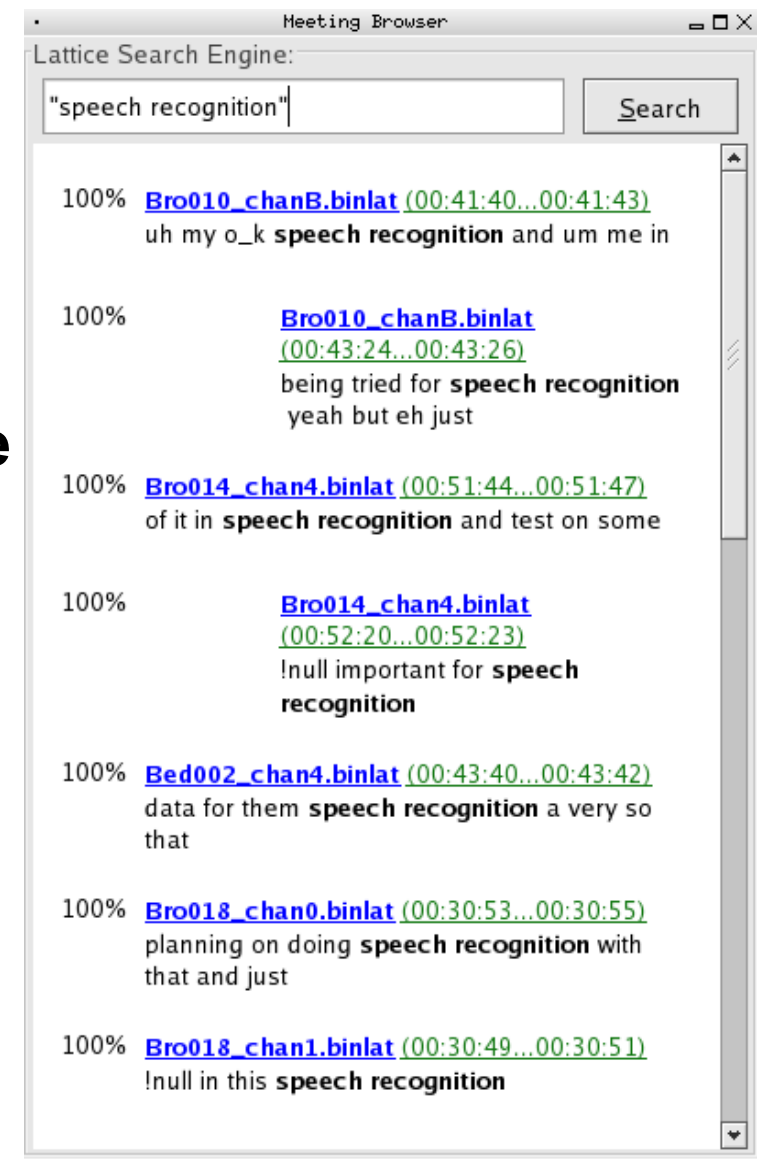 Meeting Browser
Lattice Search Engine:
"speech recognition"
Search
100% Bro010_chanB.binlat (00:41:40...00:41:43)
uh my o_k speech recognition and um me in
100% Bro010_chanB.binlat
(00:43:24...00:43:26)
being tried for speech recognition
yeah but eh just
e
100% Bro014_chan4.binlat (00:51:44...00:51:47)
of it in speech recognition and test on some
100% Bro014_chan4.binlat
(00:52:20...00:52:23)
!null important for speech
recognition
100% Bed002_chan4.binlat (00:43:40...00:43:42)
data for them speech recognition a very so
that
100% Bro018_chan0.binlat (00:30:53...00:30:55)
planning on doing speech recognition with
that and just
100% Bro018_chan1.binlat (00:30:49...00:30:51)
!null in this speech recognition